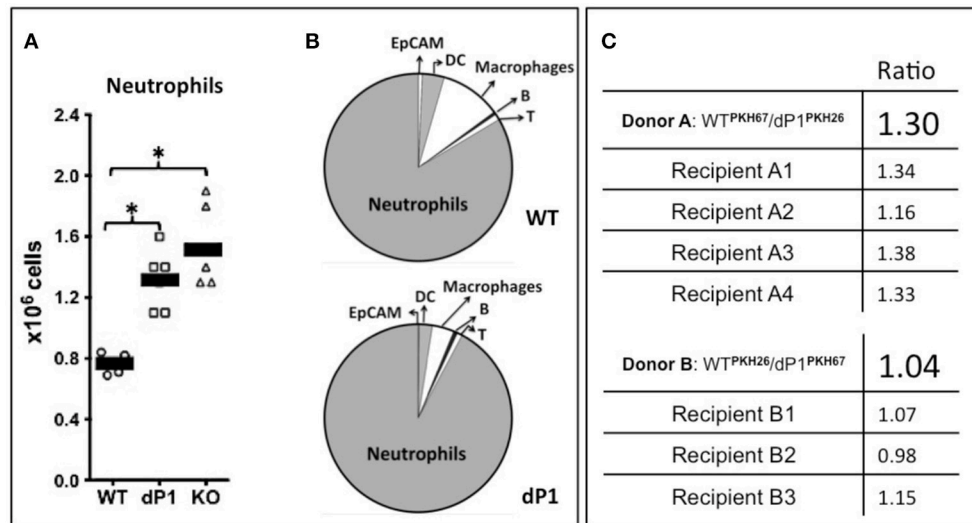 A
Neutrophils
2.4
2.0
1.6
1.2
0.8
0.4
0.0
x10⁶ cells
*
*
WT dP1 KO
B
EpCAM
DC
Macrophages
B
T
Neutrophils
WT
EpCAM
DC
Macrophages
B
T
Neutrophils
dP1
C
Ratio
Donor A: WTᴾᴷᴴ⁶⁷/dP1ᴾᴷᴴ²⁶ 1.30
Recipient A1 1.34
Recipient A2 1.16
Recipient A3 1.38
Recipient A4 1.33
Donor B: WTᴾᴷᴴ²⁶/dP1ᴾᴷᴴ⁶⁷ 1.04
Recipient B1 1.07
Recipient B2 0.98
Recipient B3 1.15